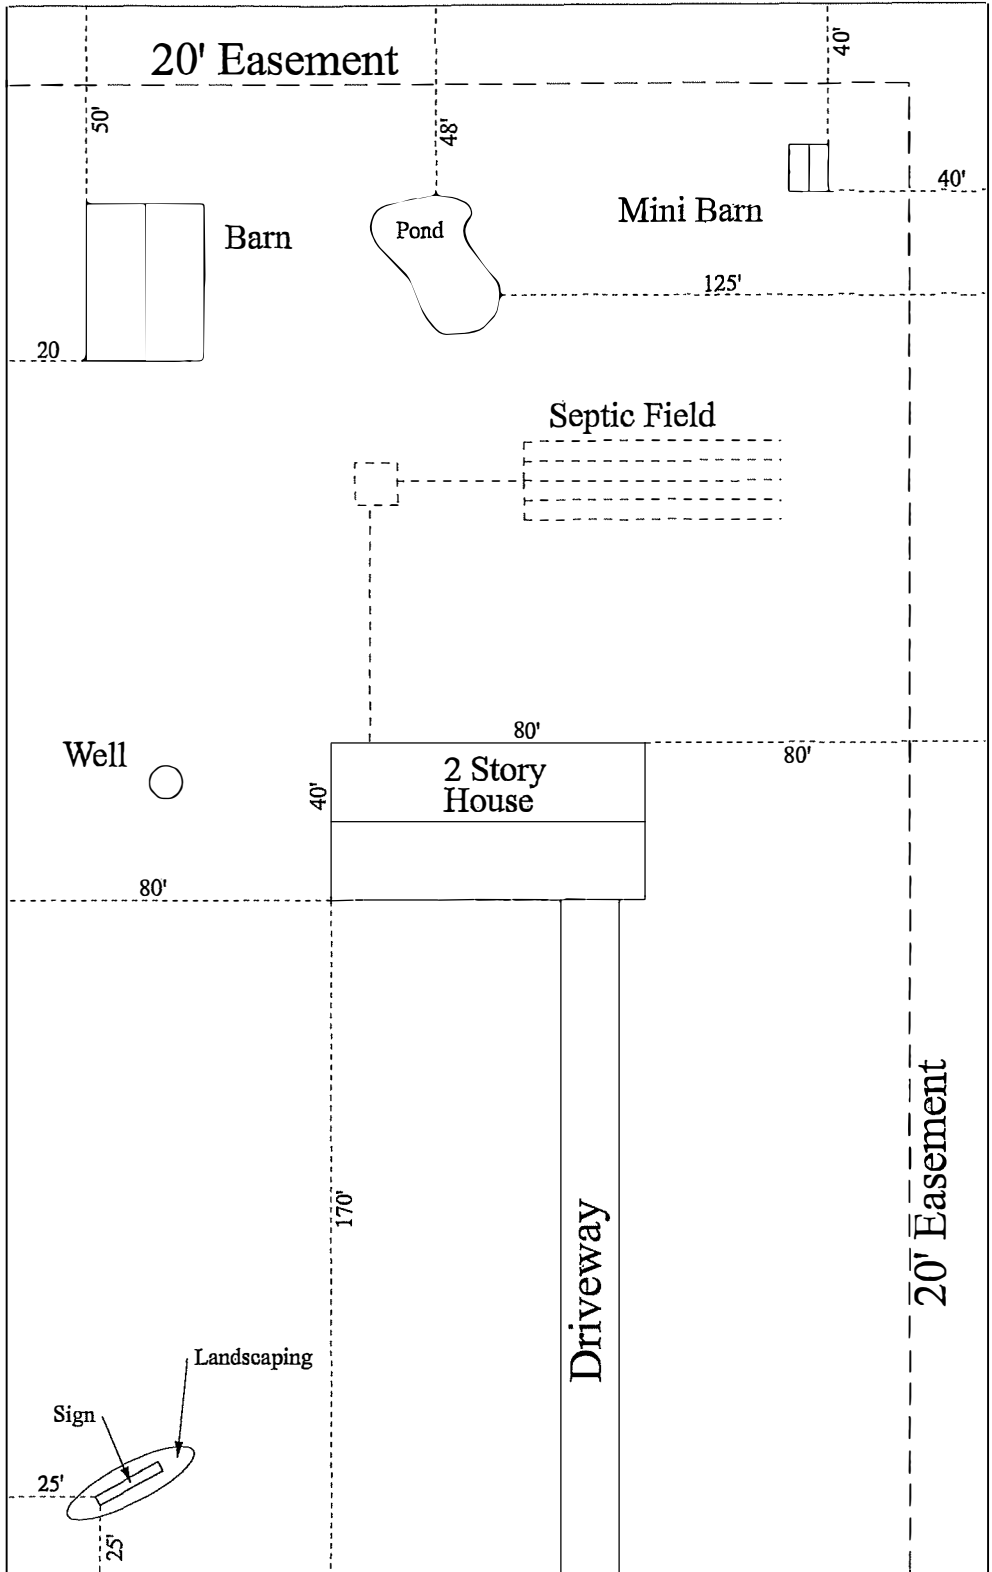 20' Easement
40'
50'
48'
40'
Mini Barn
Barn
Pond
125'
20
Septic Field
80'
Well
2 Story
House
80'
40'
80'
170'
20' Easement
Driveway
Landscaping
Sign
25'
25'